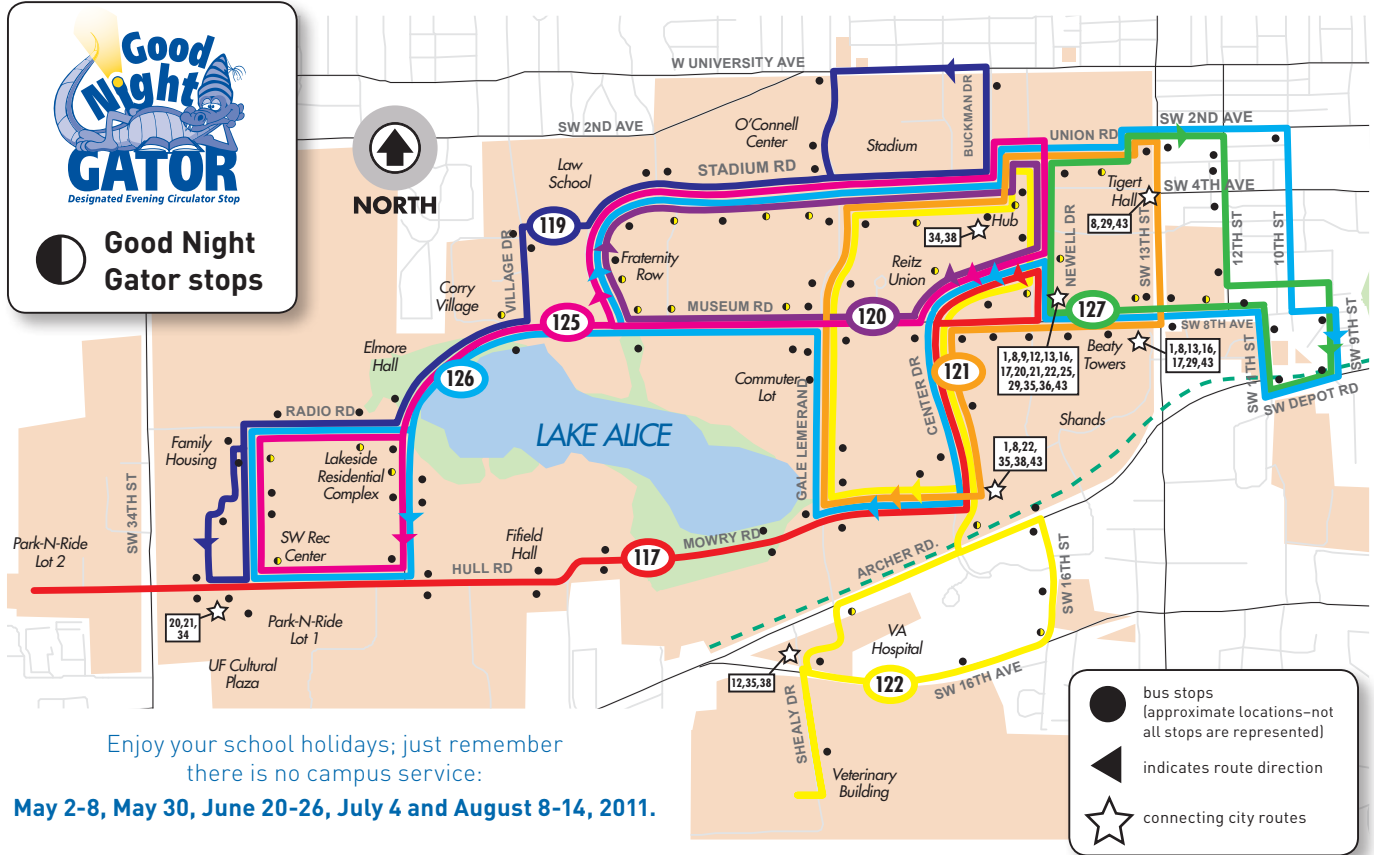 Good
Night
GATOR
Designated Evening Circulator Stop
Good Night
Gator stops
NORTH
W UNIVERSITY AVE
SW 2ND AVE
O'Connell
Center
Stadium
BUCKMAN DR
UNION RD
SW 2ND AVE
Law
School
STADIUM RD
Tigert
Hall
SW 4TH AVE
8,29,43
119
VILLAGE DR
Fraternity
Row
34,38
Hub
Reitz
Union
NEWELL DR
SW 13TH ST
12TH ST
10TH ST
Corry
Village
125
MUSEUM RD
120
127
SW 8TH AVE
SW 9TH ST
Elmore
Hall
126
Commuter
Lot
CENTER DR
121
1,8,9,12,13,16,
17,20,21,22,25,
29,35,36,43
Beaty
Towers
1,8,13,16,
17,29,43
SW 11TH ST
SW DEPOT RD
RADIO RD
GALE LEMERAND
Shands
Family
Housing
Lakeside
Residential
Complex
LAKE ALICE
1,8,22,
35,38,43
SW 34TH ST
SW Rec
Center
Fifield
Hall
MOWRY RD
Park-N-Ride
Lot 2
HULL RD
117
ARCHER RD.
SW 16TH ST
20,21,
34
Park-N-Ride
Lot 1
UF Cultural
Plaza
VA
Hospital
12,35,38
122
SW 16TH AVE
SHEALY DR
Veterinary
Building
bus stops
(approximate locations–not
all stops are represented)
indicates route direction
connecting city routes
Enjoy your school holidays; just remember
there is no campus service:
May 2-8, May 30, June 20-26, July 4 and August 8-14, 2011.